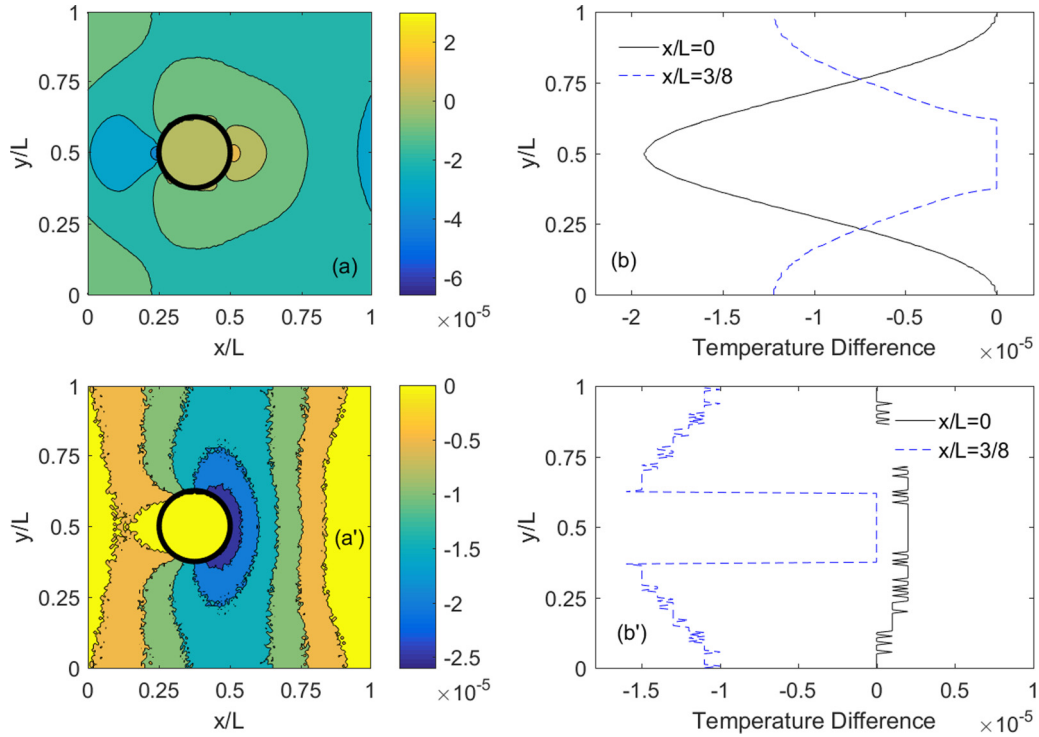 1
0.75
0.5
0.25
0
y/L
(a)
0 0.25 0.5 0.75 1
x/L
2
0
-2
-4
-6
×10⁻⁵
1
0.75
0.5
0.25
0
y/L
x/L=0
x/L=3/8
(b)
-2 -1.5 -1 -0.5 0
Temperature Difference ×10⁻⁵
1
0.75
0.5
0.25
0
y/L
(a')
0 0.25 0.5 0.75 1
x/L
0
-0.5
-1
-1.5
-2
-2.5
×10⁻⁵
1
0.75
0.5
0.25
0
y/L
x/L=0
x/L=3/8
(b')
-1.5 -1 -0.5 0 0.5 1
Temperature Difference ×10⁻⁵